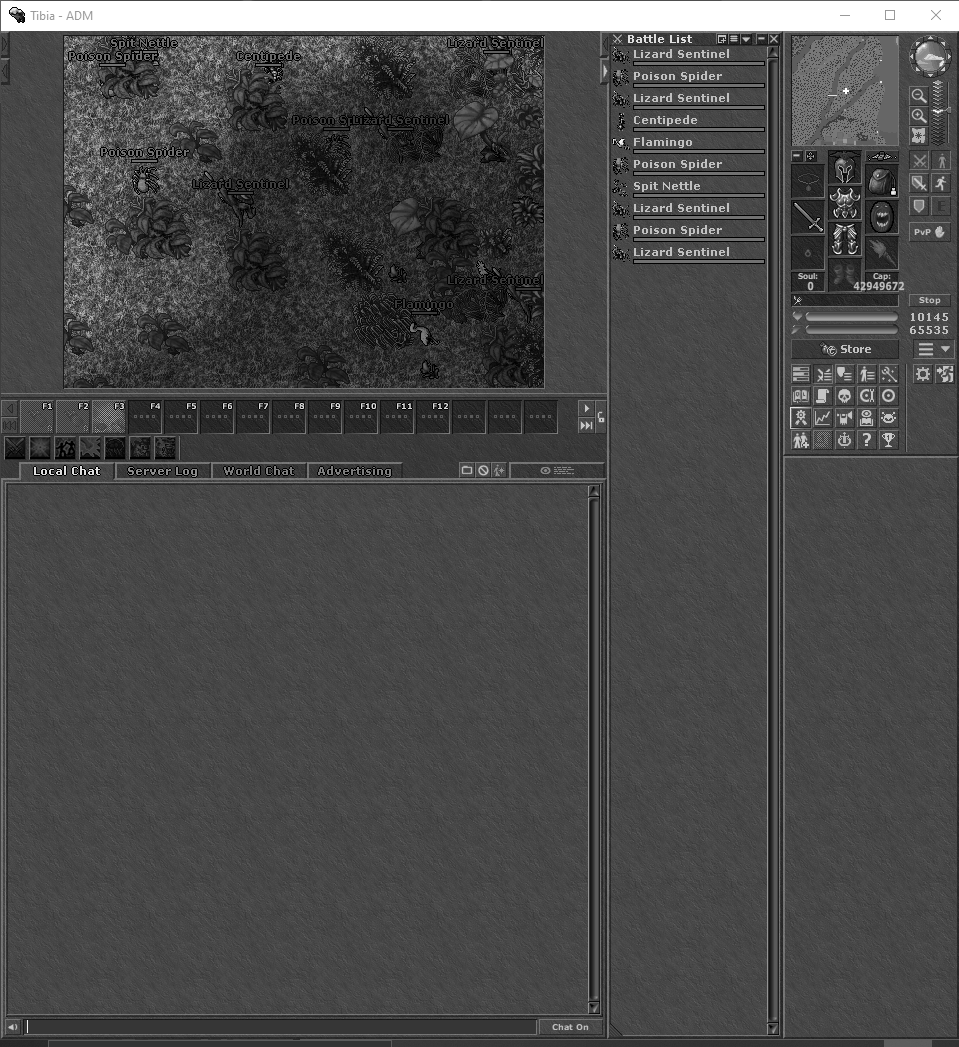 Tibia - ADM
Spit Nettle
Poison Spider
Centipede
Lizard Sentinel
Poison
Lizard Sentinel
Poison Spider
Lizard Sentinel
Lizard Sentinel
Flamingo
Battle List
Lizard Sentinel
Poison Spider
Lizard Sentinel
Centipede
Flamingo
Poison Spider
Spit Nettle
Lizard Sentinel
Poison Spider
Lizard Sentinel
PvP
Soul:
0
Cap:
42949672
Stop
10145
65535
Store
F1 F2 F3 F4 F5 F6 F7 F8 F9 F10 F11 F12
Local Chat Server Log World Chat Advertising
Chat On